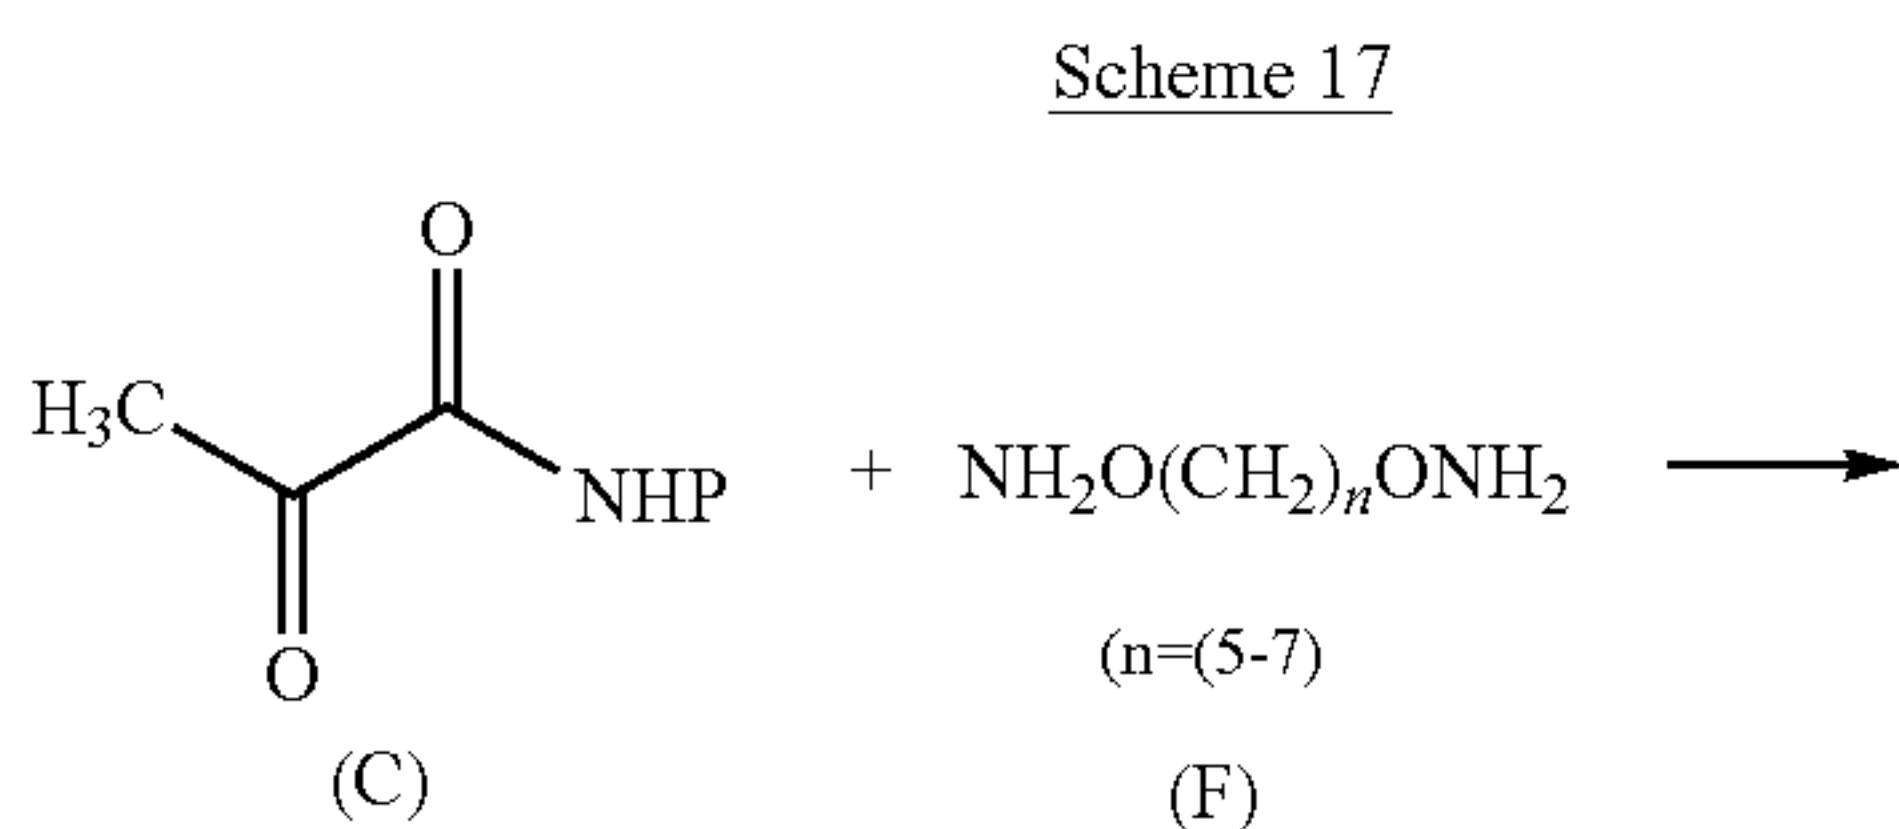 Scheme 17
O
H₃C
NHP + NH₂O(CH₂)ₙONH₂
O
(n=(5-7)
(C) (F)